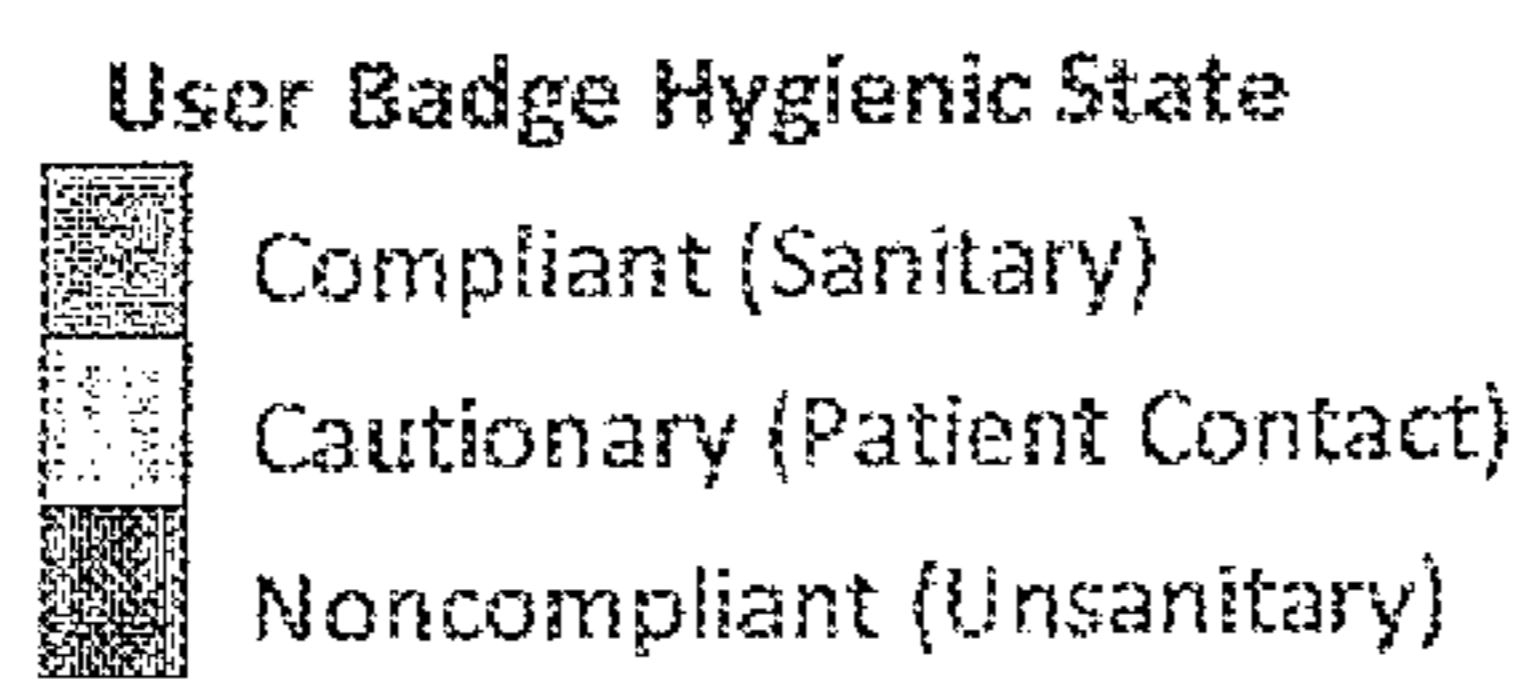 User Badge Hygienic State
Compliant (Sanitary)
Cautionary (Patient Contact)
Noncompliant (Unsanitary)